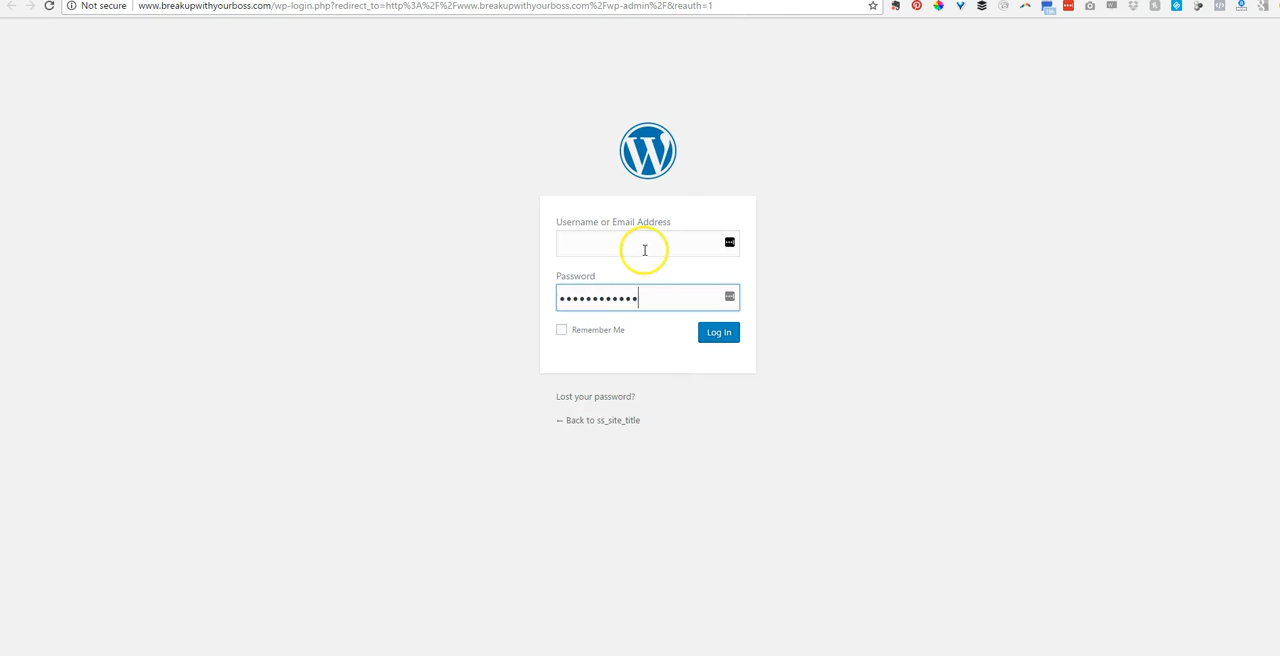 Not secure www.breakupwithyourboss.com/wp-login.php?redirect_to=http%3A%2F%2Fwww.breakupwithyourboss.com%2Fwp-admin%2F&reauth=1
W
Username or Email Address
Password
••••••••••••
Remember Me
Log In
Lost your password?
← Back to ss_site_title